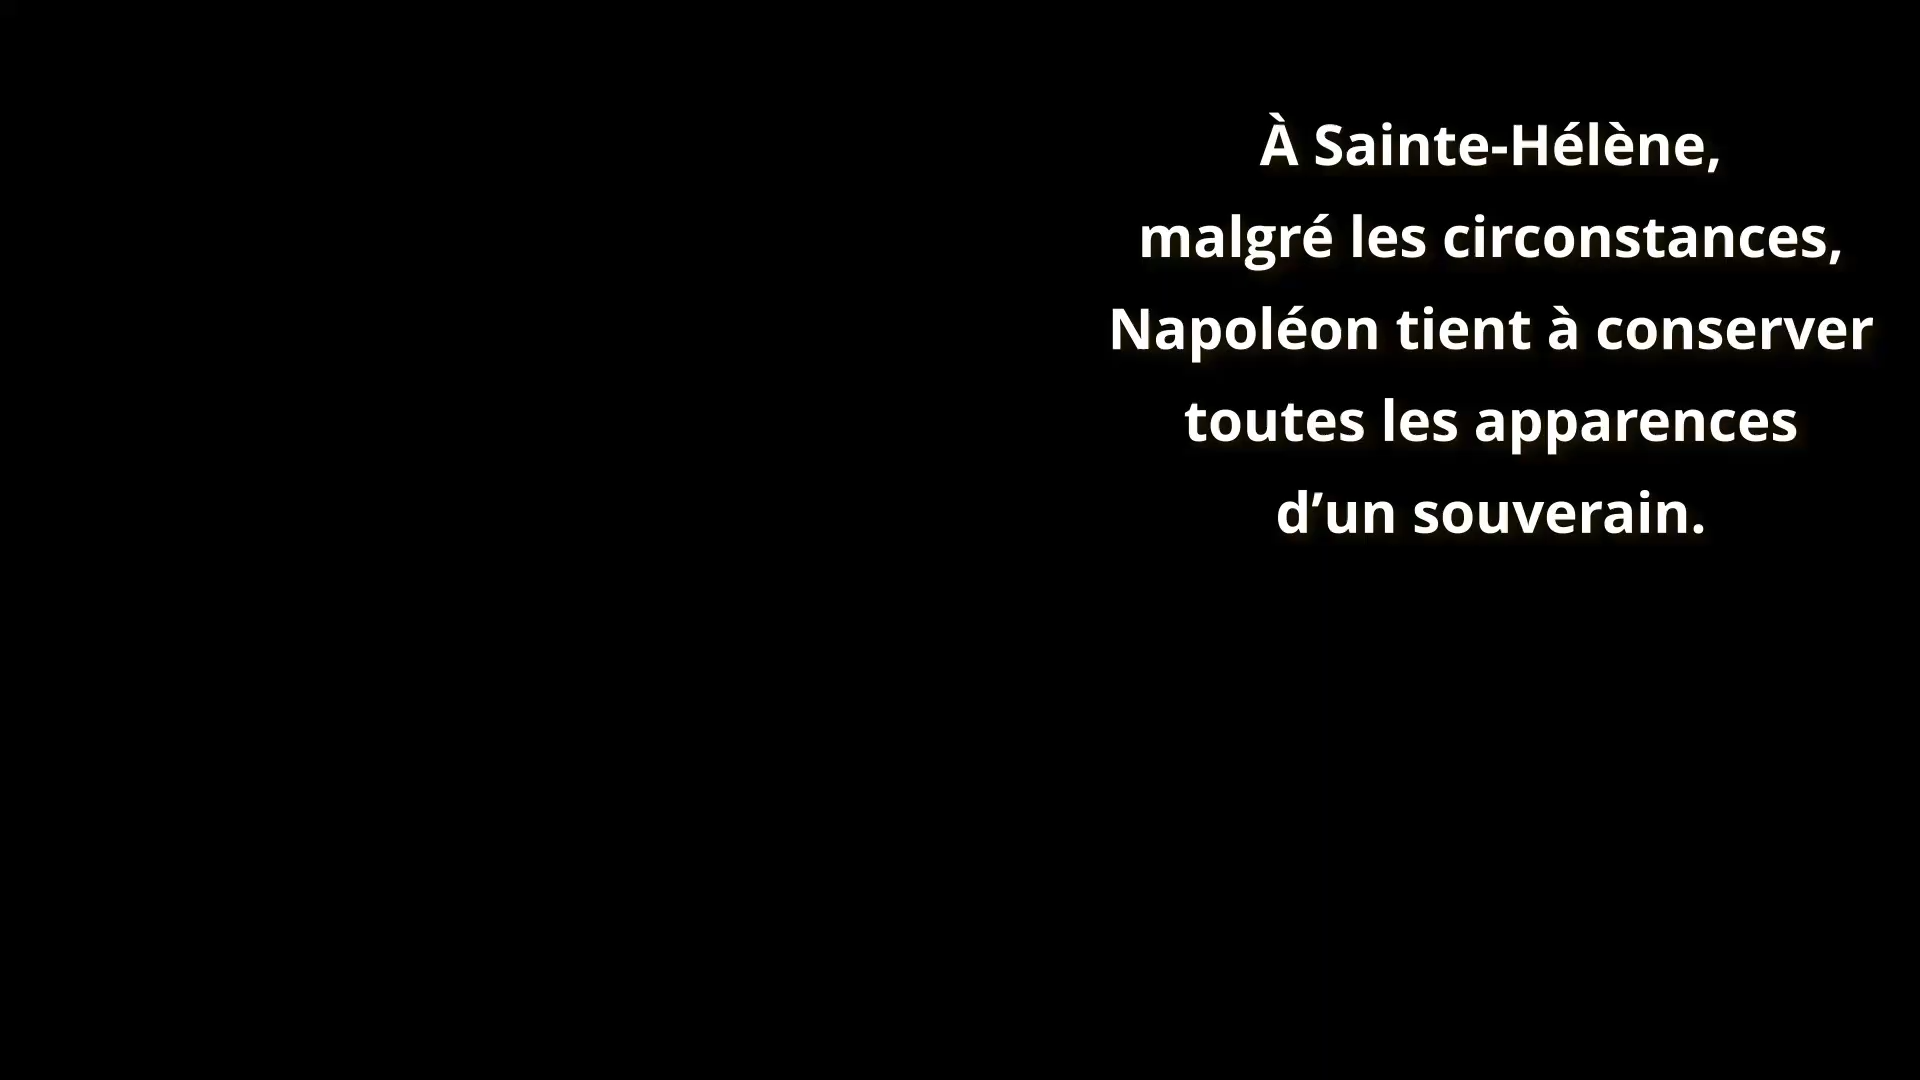 À Sainte-Hélène,
malgré les circonstances,
Napoléon tient à conserver
toutes les apparences
d’un souverain.